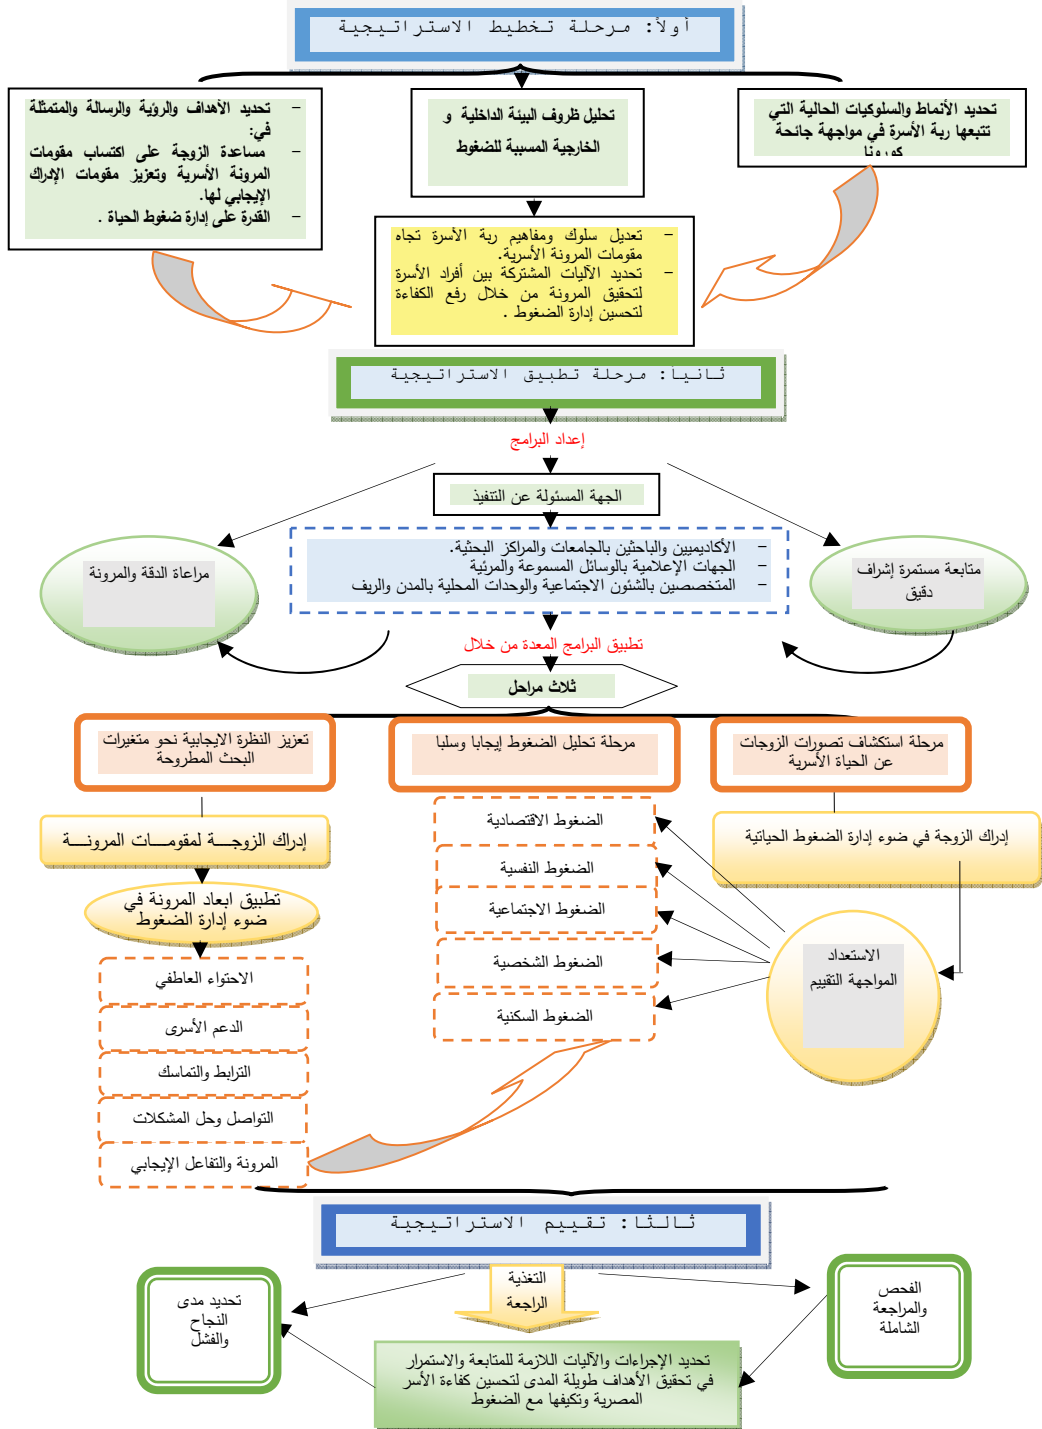 أولاً: مرحلة تخطيط الاستراتيجية
تحديد الأنماط والسلوكيات الحالية التي
تتبعها ربة الأسرة في مواجهة جائحة
كورونا
تحليل ظروف البيئة الداخلية و
الخارجية المسببة للضغوط
- تحديد الأهداف والرؤية والرسالة والمتمثلة
في:
- مساعدة الزوجة على اكتساب مقومات
المرونة الأسرية وتعزيز مقومات الإدراك
الإيجابي لها.
- القدرة على إدارة ضغوط الحياة .
- تعديل سلوك ومفاهيم ربة الأسرة تجاه
مقومات المرونة الأسرية.
- تحديد الآليات المشتركة بين أفراد الأسرة
لتحقيق المرونة من خلال رفع الكفاءة
لتحسين إدارة الضغوط .
ثانياً: مرحلة تطبيق الاستراتيجية
إعداد البرامج
الجهة المسئولة عن التنفيذ
- الأكاديميين والباحثين بالجامعات والمراكز البحثية.
- الجهات الإعلامية بالوسائل المسموعة والمرئية
- المتخصصين بالشئون الاجتماعية والوحدات المحلية بالمدن والريف
متابعة مستمرة إشراف
دقيق
مراعاة الدقة والمرونة
تطبيق البرامج المعدة من خلال
ثلاث مراحل
مرحلة استكشاف تصورات الزوجات
عن الحياة الأسرية
مرحلة تحليل الضغوط إيجابا وسلبا
تعزيز النظرة الايجابية نحو متغيرات
البحث المطروحة
إدراك الزوجة في ضوء إدارة الضغوط الحياتية
الاستعداد
المواجهة التقييم
الضغوط الاقتصادية
الضغوط النفسية
الضغوط الاجتماعية
الضغوط الشخصية
الضغوط السكنية
إدراك الزوجــــة لمقومــــات المرونــــة
تطبيق ابعاد المرونة في
ضوء إدارة الضغوط
الاحتواء العاطفي
الدعم الأسرى
الترابط والتماسك
التواصل وحل المشكلات
المرونة والتفاعل الإيجابي
ثالثا: تقييم الاستراتيجية
الفحص
والمراجعة
الشاملة
التغذية
الراجعة
تحديد مدى
النجاح
والفشل
تحديد الإجراءات والآليات اللازمة للمتابعة والاستمرار
في تحقيق الأهداف طويلة المدى لتحسين كفاءة الأسر
المصرية وتكيفها مع الضغوط